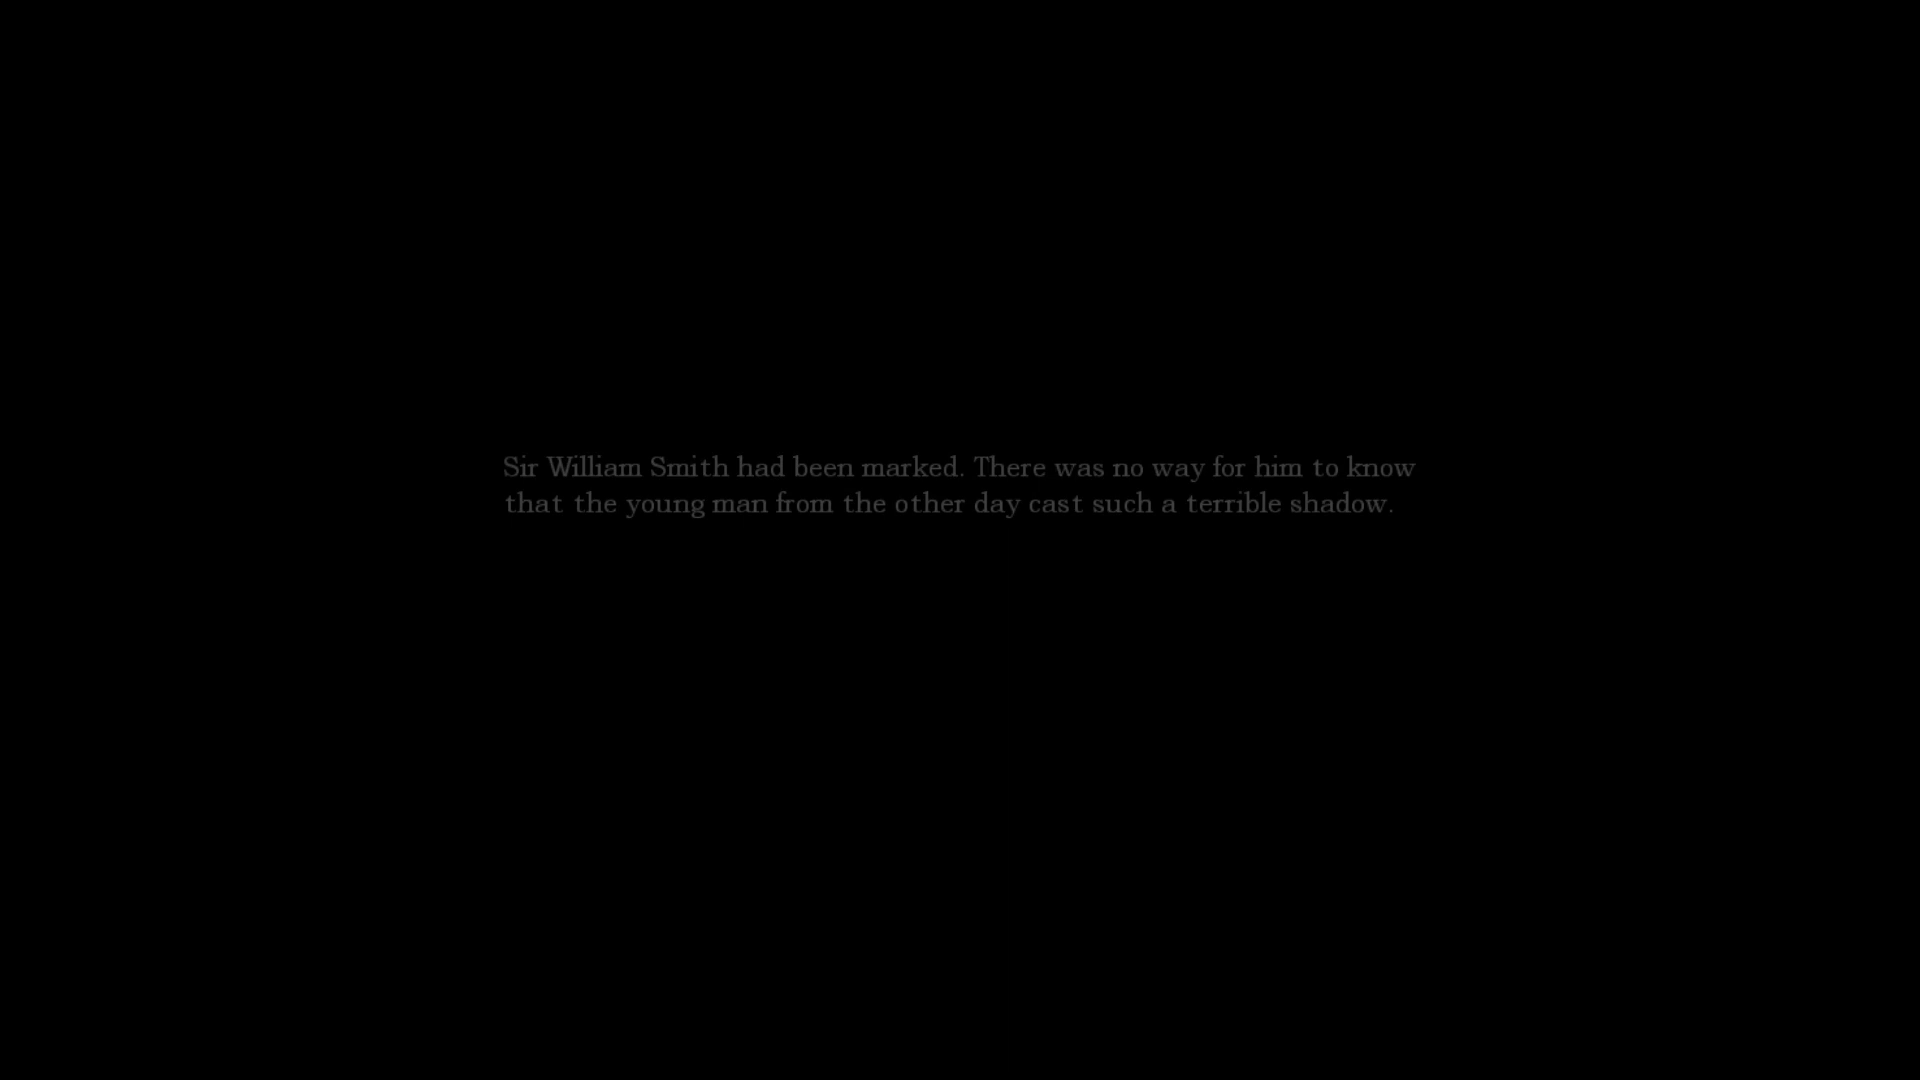 Sir William Smith had been marked. There was no way for him to know
that the young man from the other day cast such a terrible shadow.